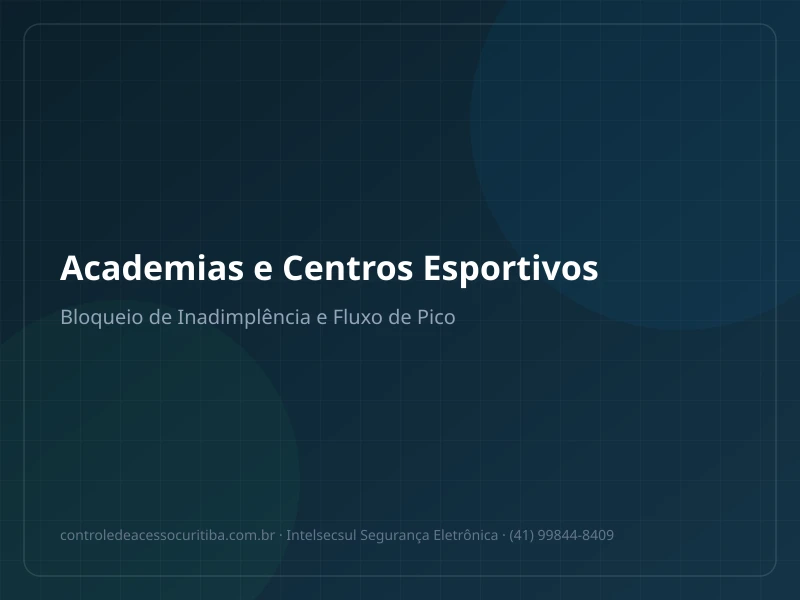 Academias e Centros Esportivos
Bloqueio de Inadimplência e Fluxo de Pico
controledeacessocuritiba.com.br · Intelsecsul Segurança Eletrônica · (41) 99844-8409